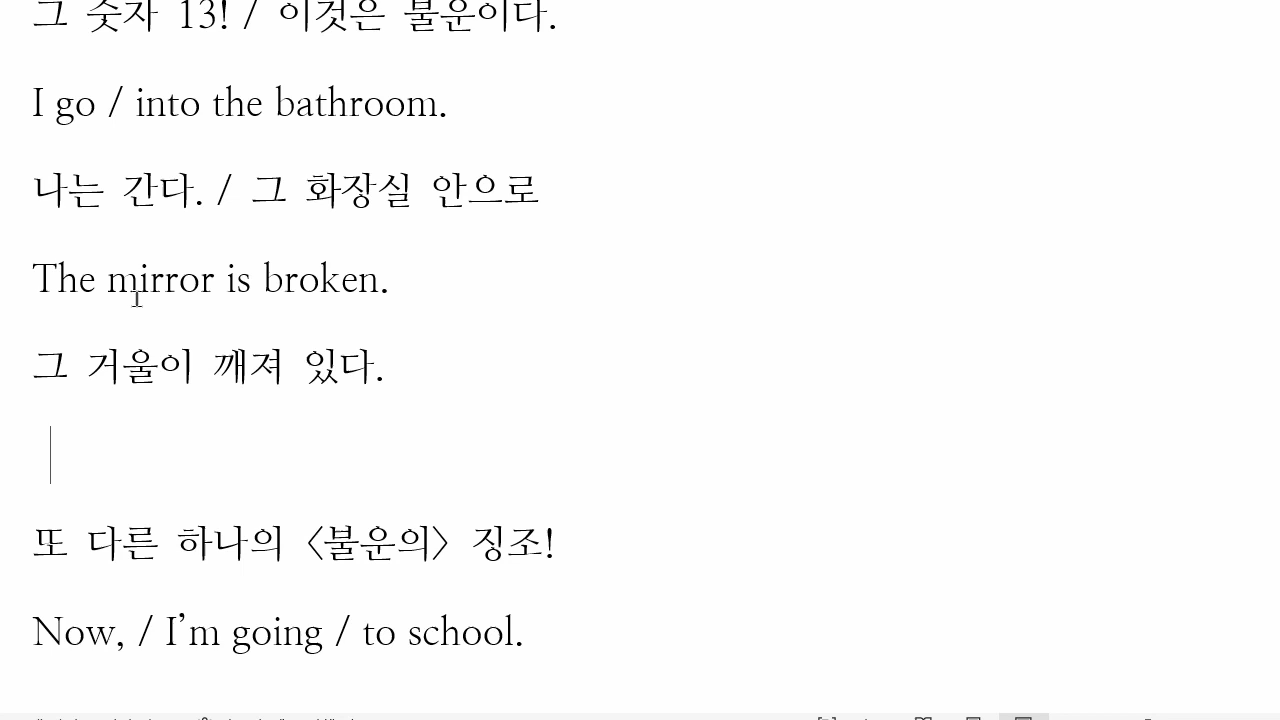 그 숫자 13! / 이것은 불운이다.
I go / into the bathroom.
나는 간다. / 그 화장실 안으로
The mirror is broken.
그 거울이 깨져 있다.
또 다른 하나의 〈불운의〉 징조!
Now, / I’m going / to school.